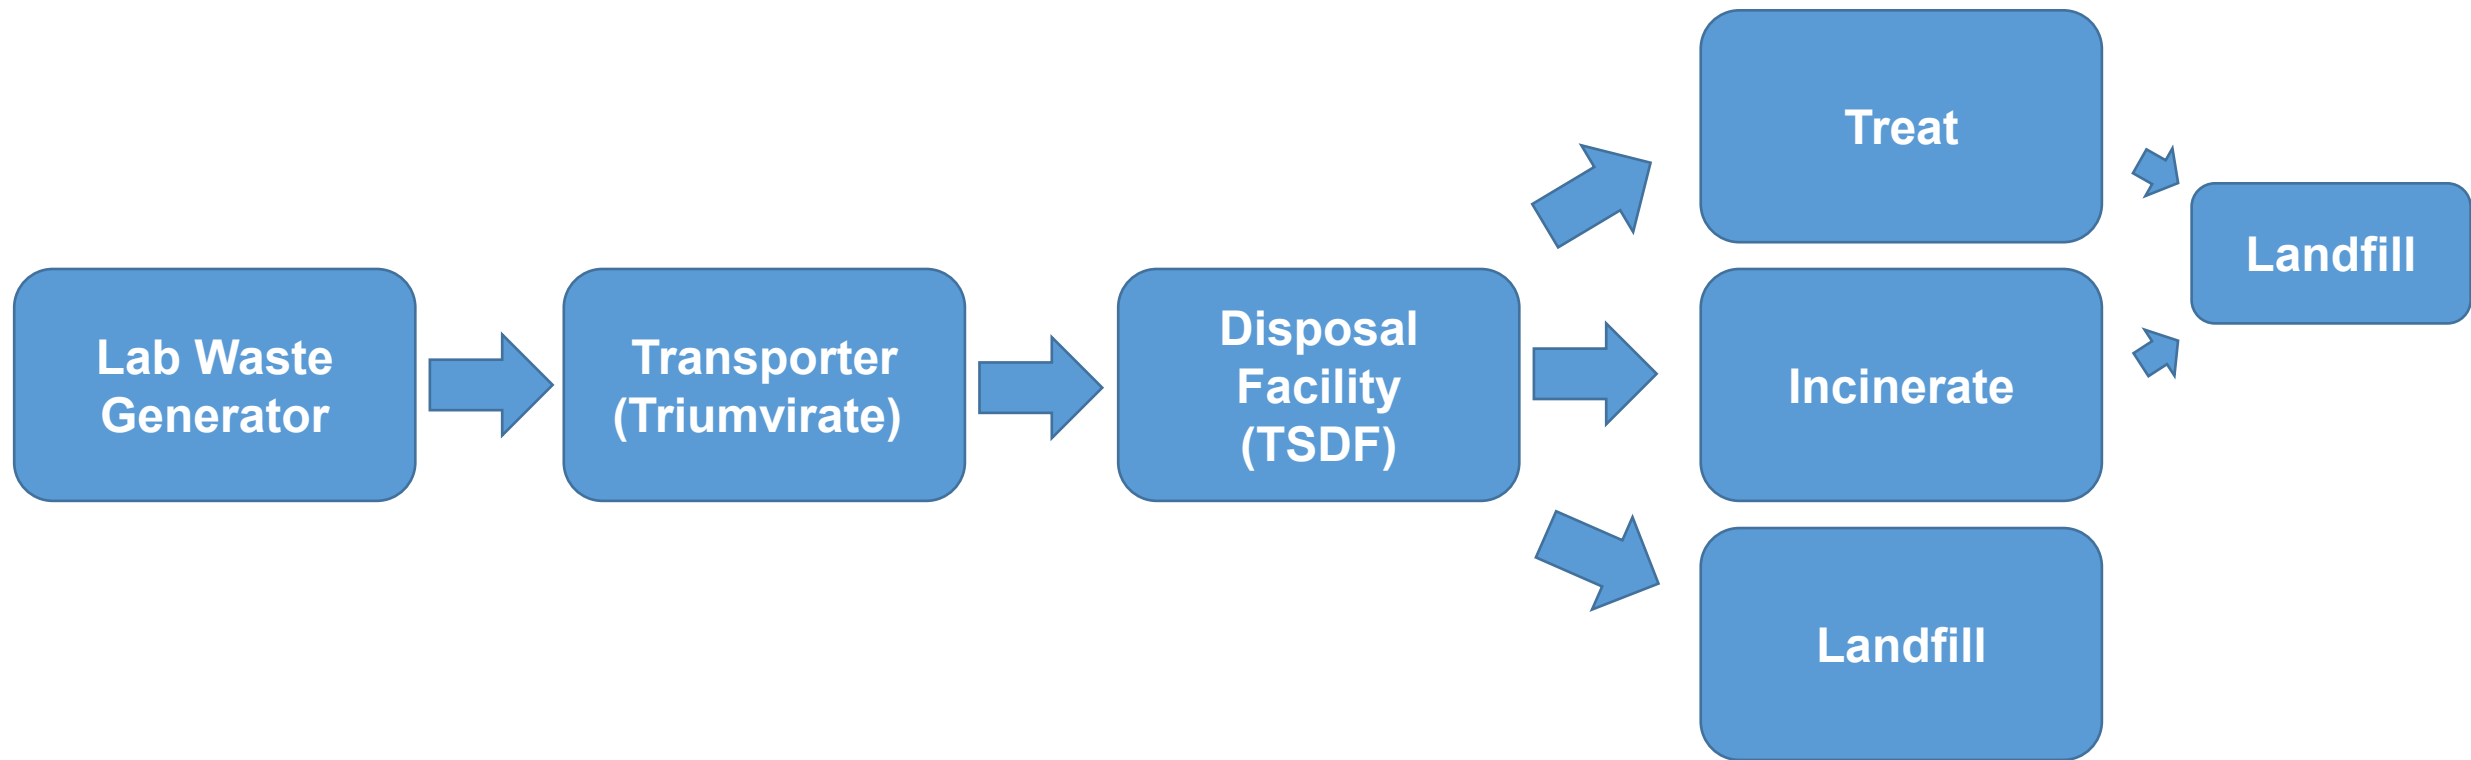 Lab Waste
Generator
Transporter
(Triumvirate)
Disposal
Facility
(TSDF)
Treat
Incinerate
Landfill
Landfill